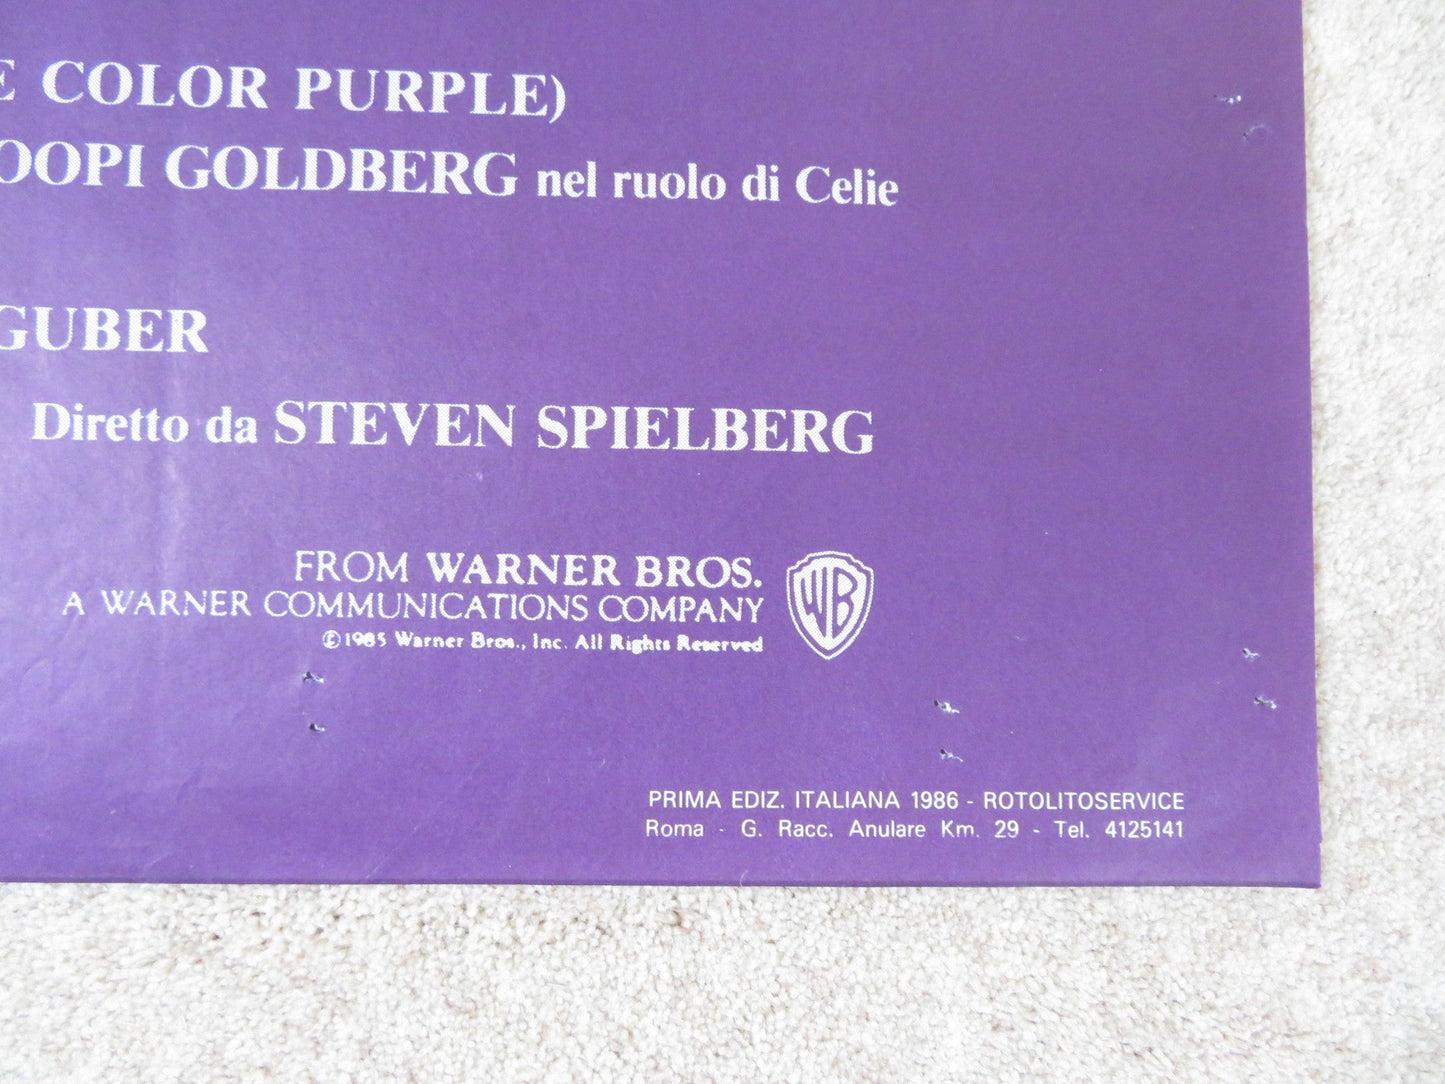 E COLOR PURPLE)
OOPI GOLDBERG nel ruolo di Celie
GUBER
Diretto da STEVEN SPIELBERG
FROM WARNER BROS.
A WARNER COMMUNICATIONS COMPANY
©1985 Warner Bros., Inc. All Rights Reserved
WB
PRIMA EDIZ. ITALIANA 1986 - ROTOLITOSERVICE
Roma - G. Racc. Anulare Km. 29 - Tel. 4125141